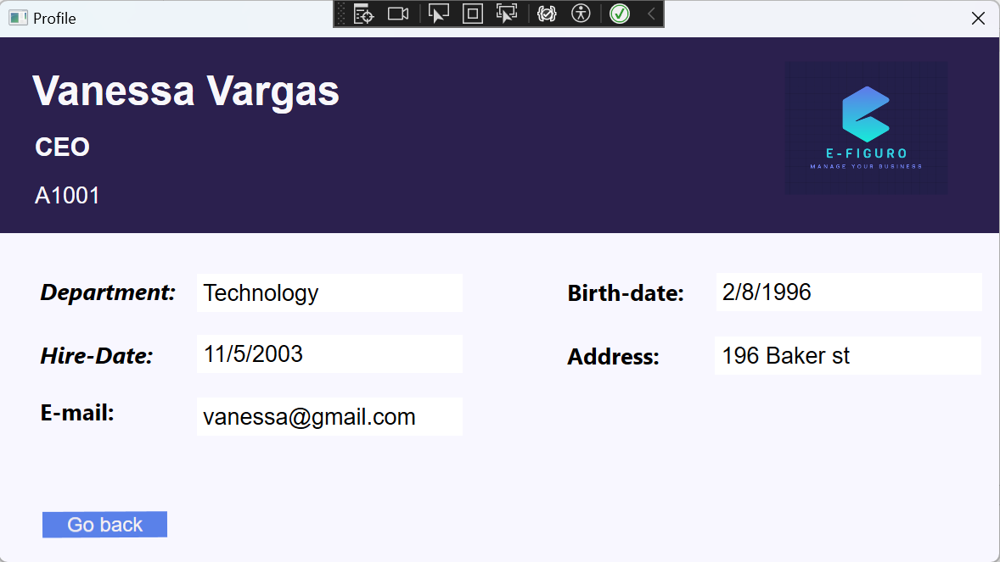 Profile
Vanessa Vargas
CEO
A1001
E-FIGURO
MANAGE YOUR BUSINESS
Department: Technology
Birth-date: 2/8/1996
Hire-Date: 11/5/2003
Address: 196 Baker st
E-mail: vanessa@gmail.com
Go back